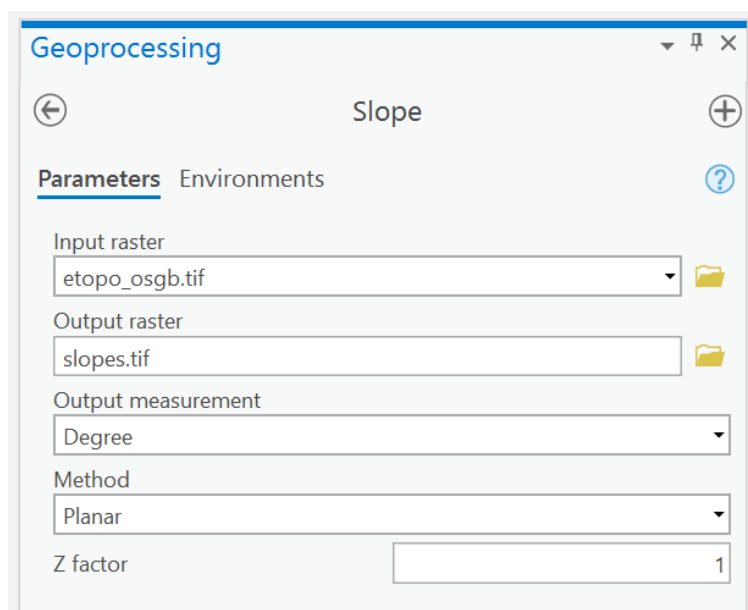 Geoprocessing
Slope
Parameters Environments
Input raster
etopo_osgb.tif
Output raster
slopes.tif
Output measurement
Degree
Method
Planar
Z factor 1